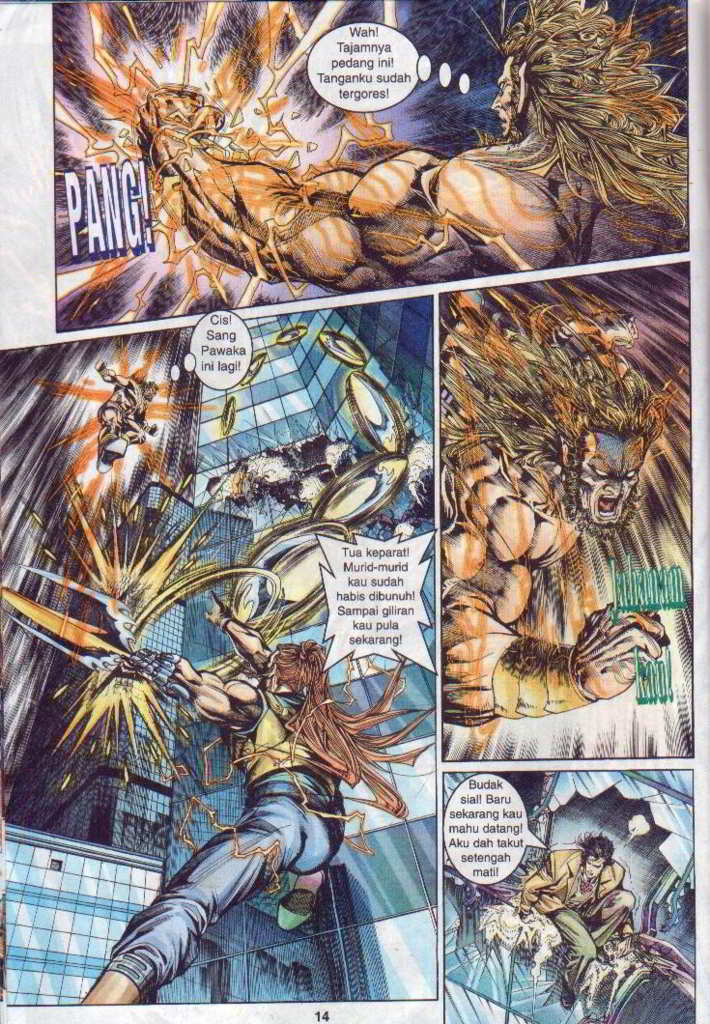 Wah!
Tajamnya
pedang ini!
Tanganku sudah
tergores!
PANG!
Cis!
Sang
Pawaka
ini lagi!
Tua keparat!
Murid-murid
kau sudah
habis dibunuh!
Sampai giliran
kau pula
sekarang!
kau!
Budak
sial! Baru
sekarang kau
mahu datang!
Aku dah takut
setengah
mati!
14